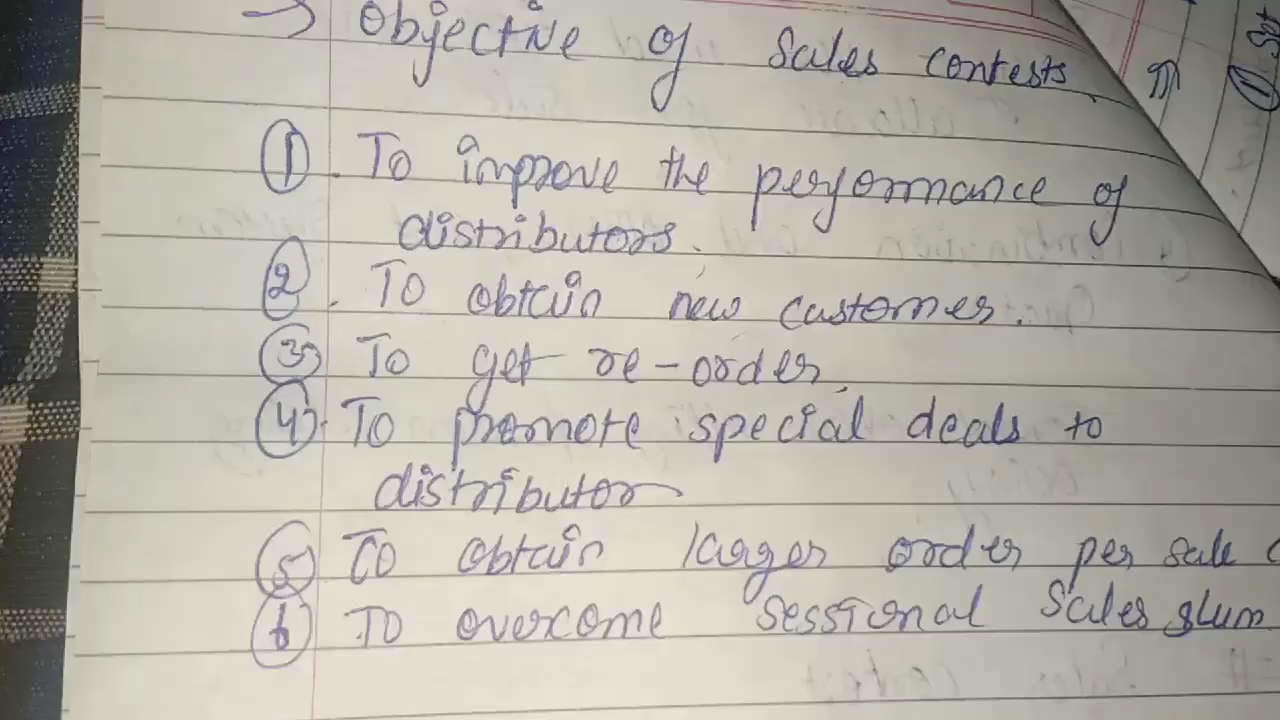 → Objective of Sales contests
① . To improve the performance of
distributors.
② . To obtain new customer.
③ To get re-order
④. To promote special deals to
distributor
⑤ To obtain larger order per sale
⑥ To overcome sessional sales slum